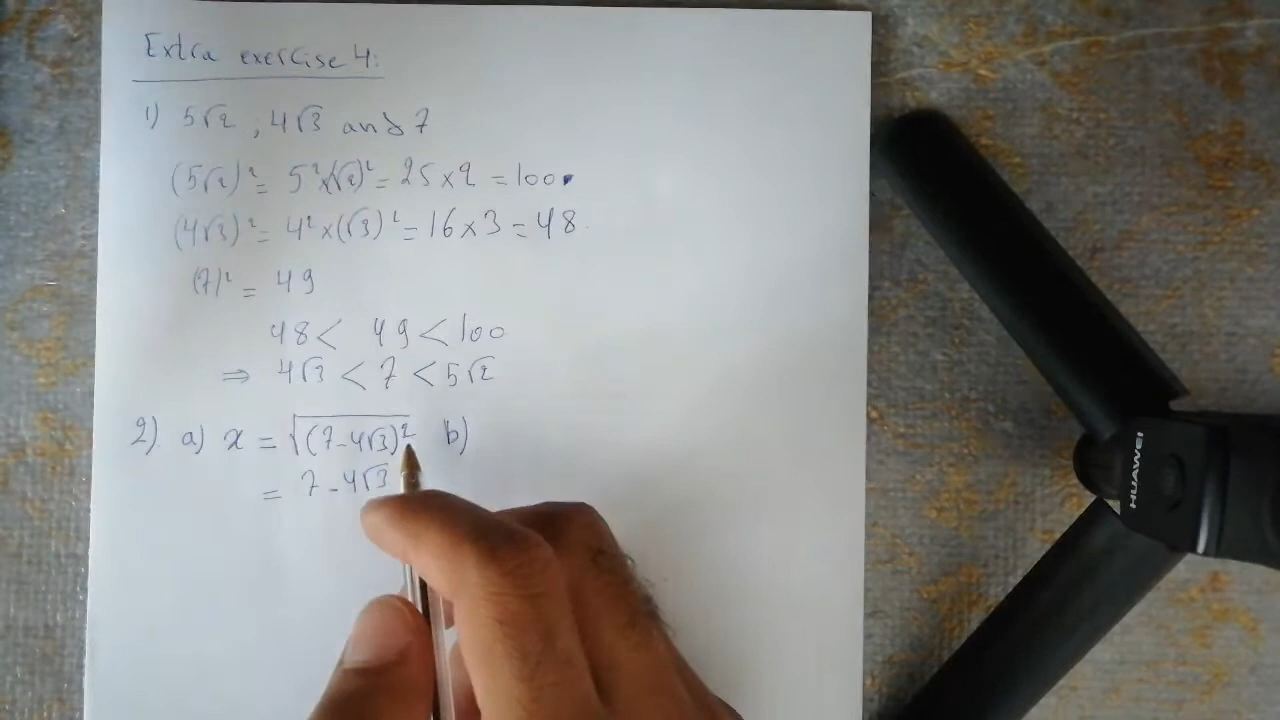 Extra exercise 4:
1) 5√2 , 4√3 and 7
(5√2)² = 5²×(√2)² = 25 × 2 = 100
(4√3)² = 4²×(√3)² = 16 × 3 = 48
(7)² = 49
48 < 49 < 100
⇒ 4√3 < 7 < 5√2
2) a) x = √(7-4√3)² b)
= 7-4√3
HUAWEI